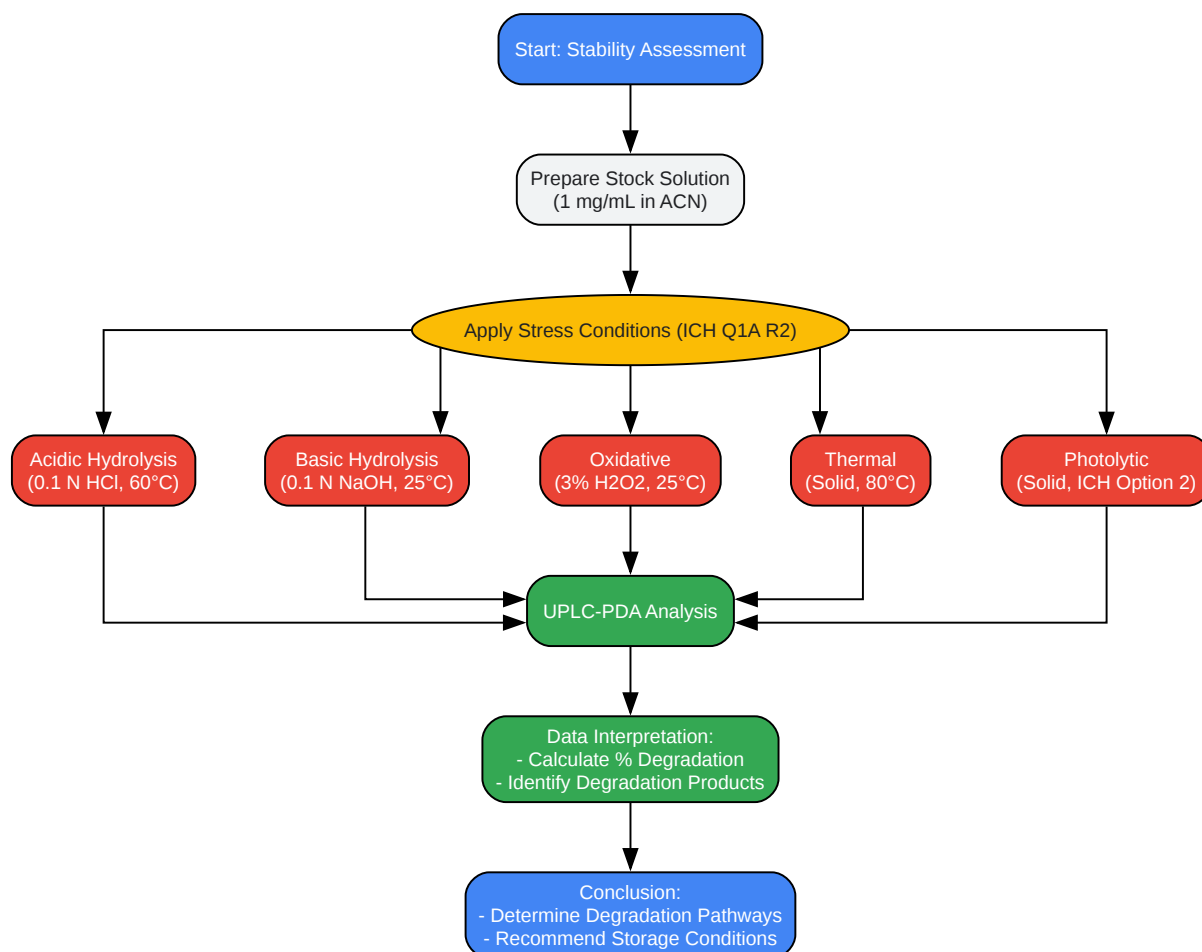 Start: Stability Assessment
Prepare Stock Solution
(1 mg/mL in ACN)
Apply Stress Conditions (ICH Q1A R2)
Acidic Hydrolysis
(0.1 N HCl, 60°C)
Basic Hydrolysis
(0.1 N NaOH, 25°C)
Oxidative
(3% H2O2, 25°C)
Thermal
(Solid, 80°C)
Photolytic
(Solid, ICH Option 2)
UPLC-PDA Analysis
Data Interpretation:
- Calculate % Degradation
- Identify Degradation Products
Conclusion:
- Determine Degradation Pathways
- Recommend Storage Conditions